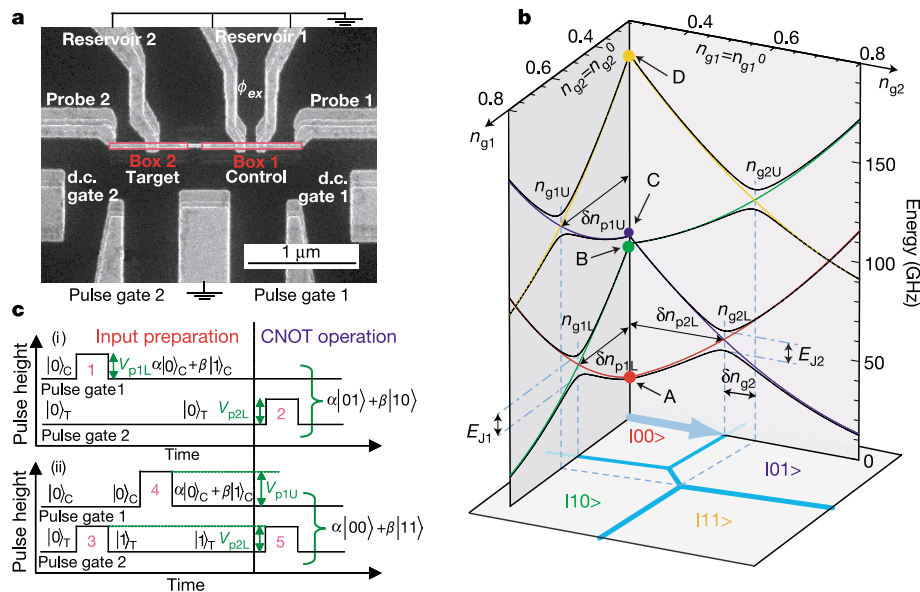 a
Reservoir 2
Reservoir 1
ϕex
Probe 2
Probe 1
Box 2
Box 1
Target
Control
d.c.
gate 2
d.c.
gate 1
1 µm
Pulse gate 2
Pulse gate 1
b
0.4
0.6
0.8
ng2
ng1=ng1⁰
0.4
0.6
0.8
ng1
ng2=ng2⁰
D
C
B
A
ng1U
ng2U
δnp1U
ng1L
ng2L
δnp2L
δnp1L
δng2
EJ2
EJ1
150
100
50
0
Energy (GHz)
|00>
|01>
|10>
|11>
c
Input preparation
CNOT operation
(i)
Pulse height
|0⟩C
1
Vp1L
α|0⟩C+β|1⟩C
Pulse gate1
|0⟩T
|0⟩T
Vp2L
2
α|01⟩+β|10⟩
Pulse gate 2
Time
(ii)
Pulse height
|0⟩C
|0⟩C
4
α|0⟩C+β|1⟩C
Vp1U
Pulse gate 1
|0⟩T
3
|1⟩T
|1⟩T
Vp2L
5
α|00⟩+β|11⟩
Pulse gate 2
Time